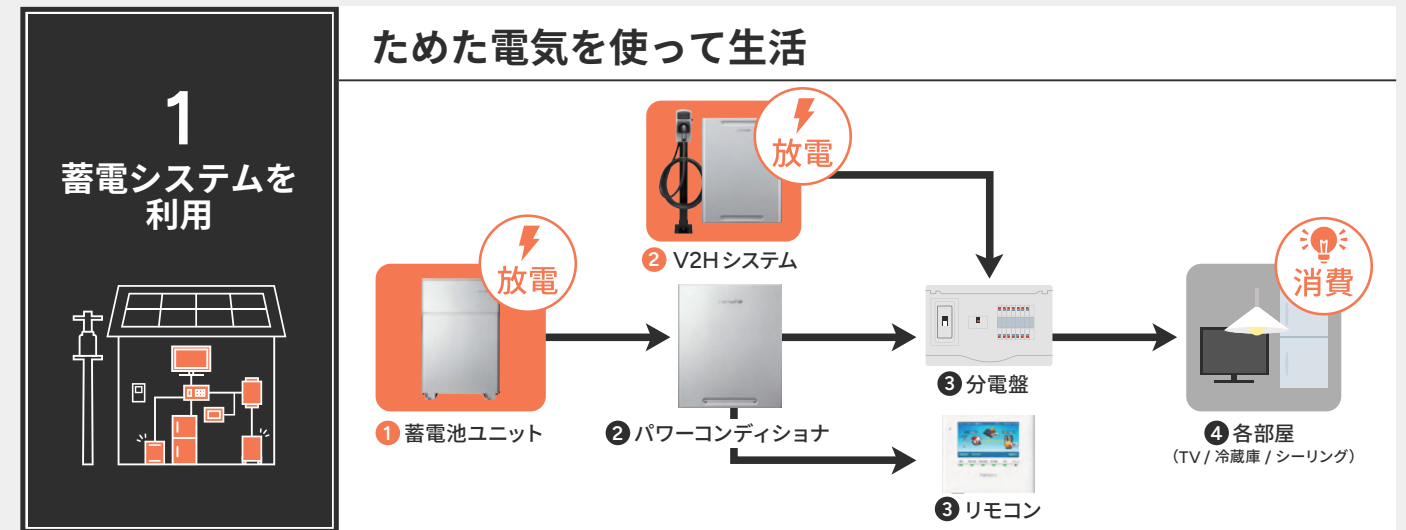 1
蓄電システムを
利用
ためた電気を使って生活
放電
② V2Hシステム
放電
① 蓄電池ユニット
② パワーコンディショナ
③ 分電盤
③ リモコン
消費
④ 各部屋
（TV / 冷蔵庫 / シーリング）